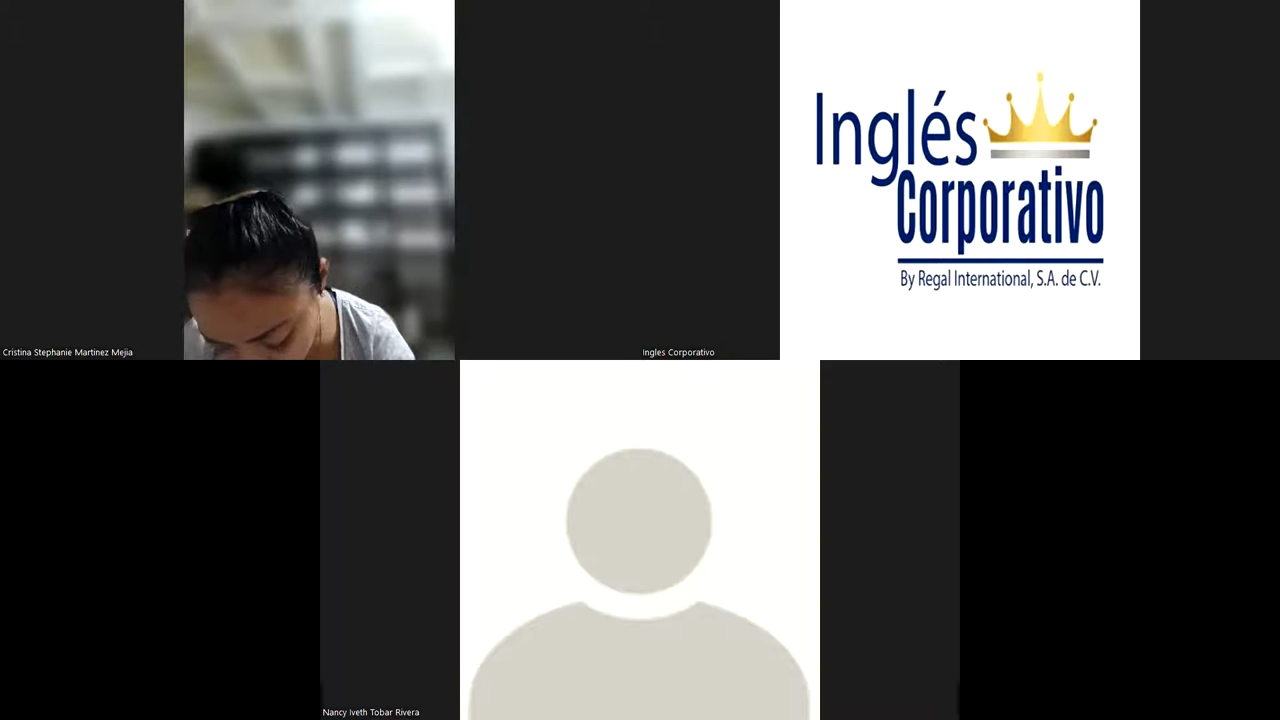 Inglés
Corporativo
By Regal International, S.A. de C.V.
Cristina Stephanie Martinez Mejia
Ingles Corporativo
Nancy Iveth Tobar Rivera